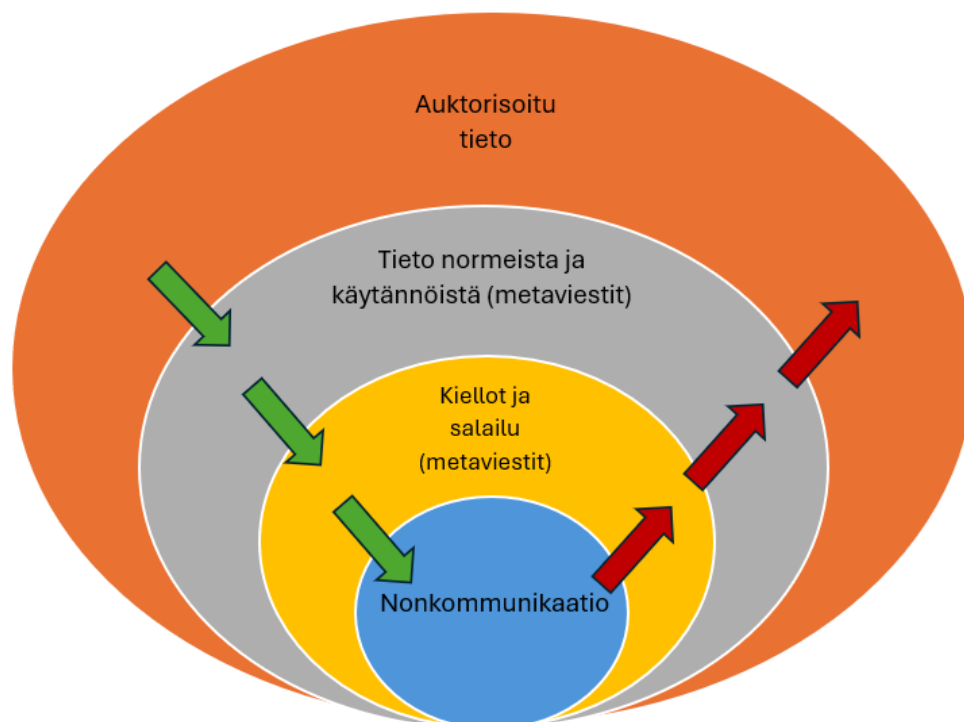 Auktorisoitu
tieto
Tieto normeista ja
käytännöistä (metaviestit)
Kiellot ja
salailu
(metaviestit)
Nonkommunikaatio